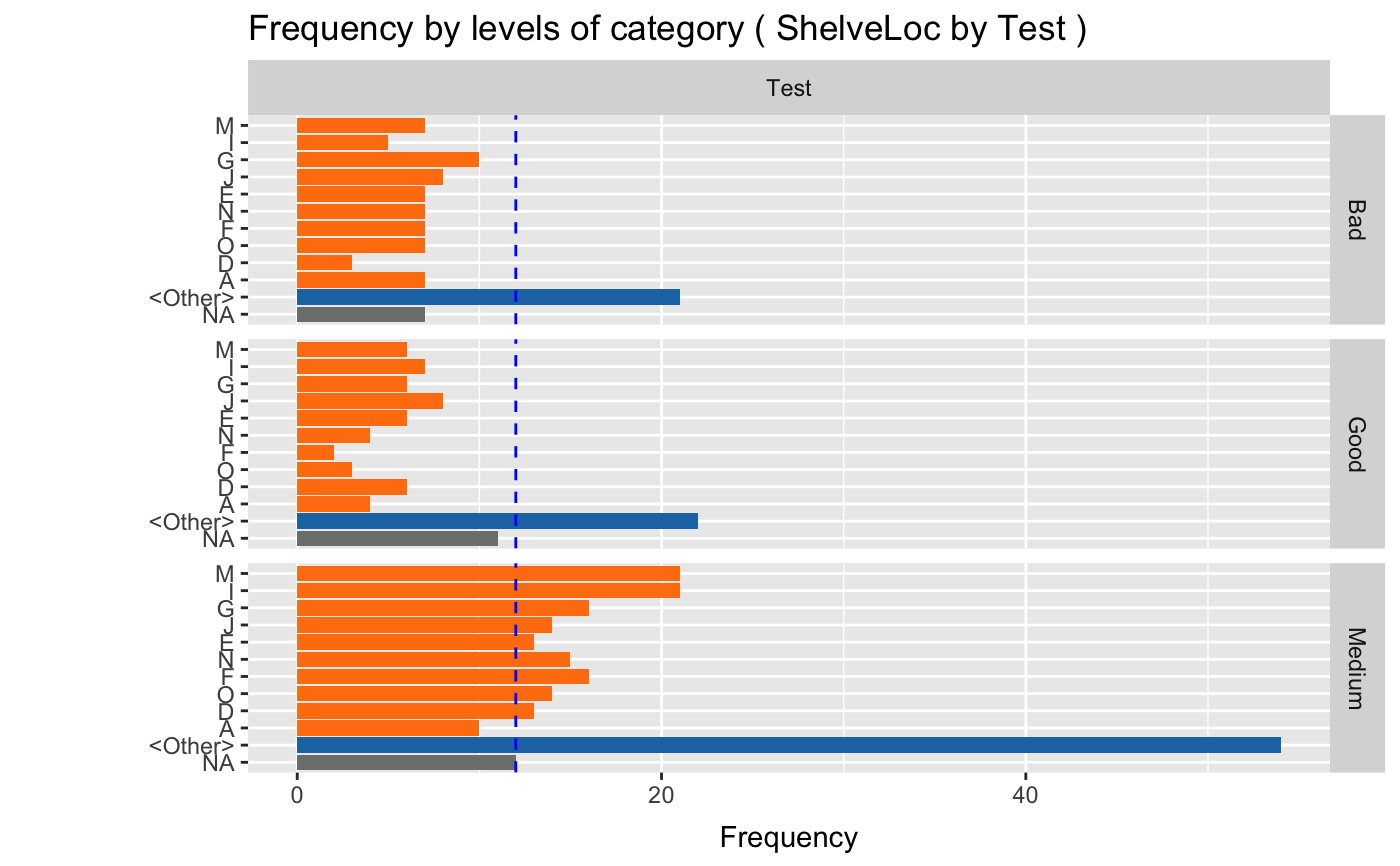 Frequency by levels of category ( ShelveLoc by Test )
Test
M
I
G
J
E
N
F
O
D
A
<Other>
NA
Bad
M
I
G
J
E
N
F
O
D
A
<Other>
NA
Good
M
I
G
J
E
N
F
O
D
A
<Other>
NA
Medium
0 20 40
Frequency